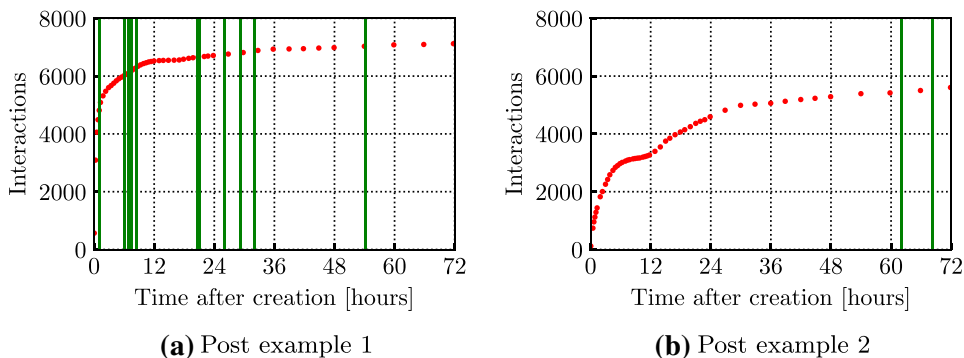 8000
6000
4000
2000
0
Interactions
0 12 24 36 48 60 72
Time after creation [hours]
(a) Post example 1
8000
6000
4000
2000
0
Interactions
0 12 24 36 48 60 72
Time after creation [hours]
(b) Post example 2